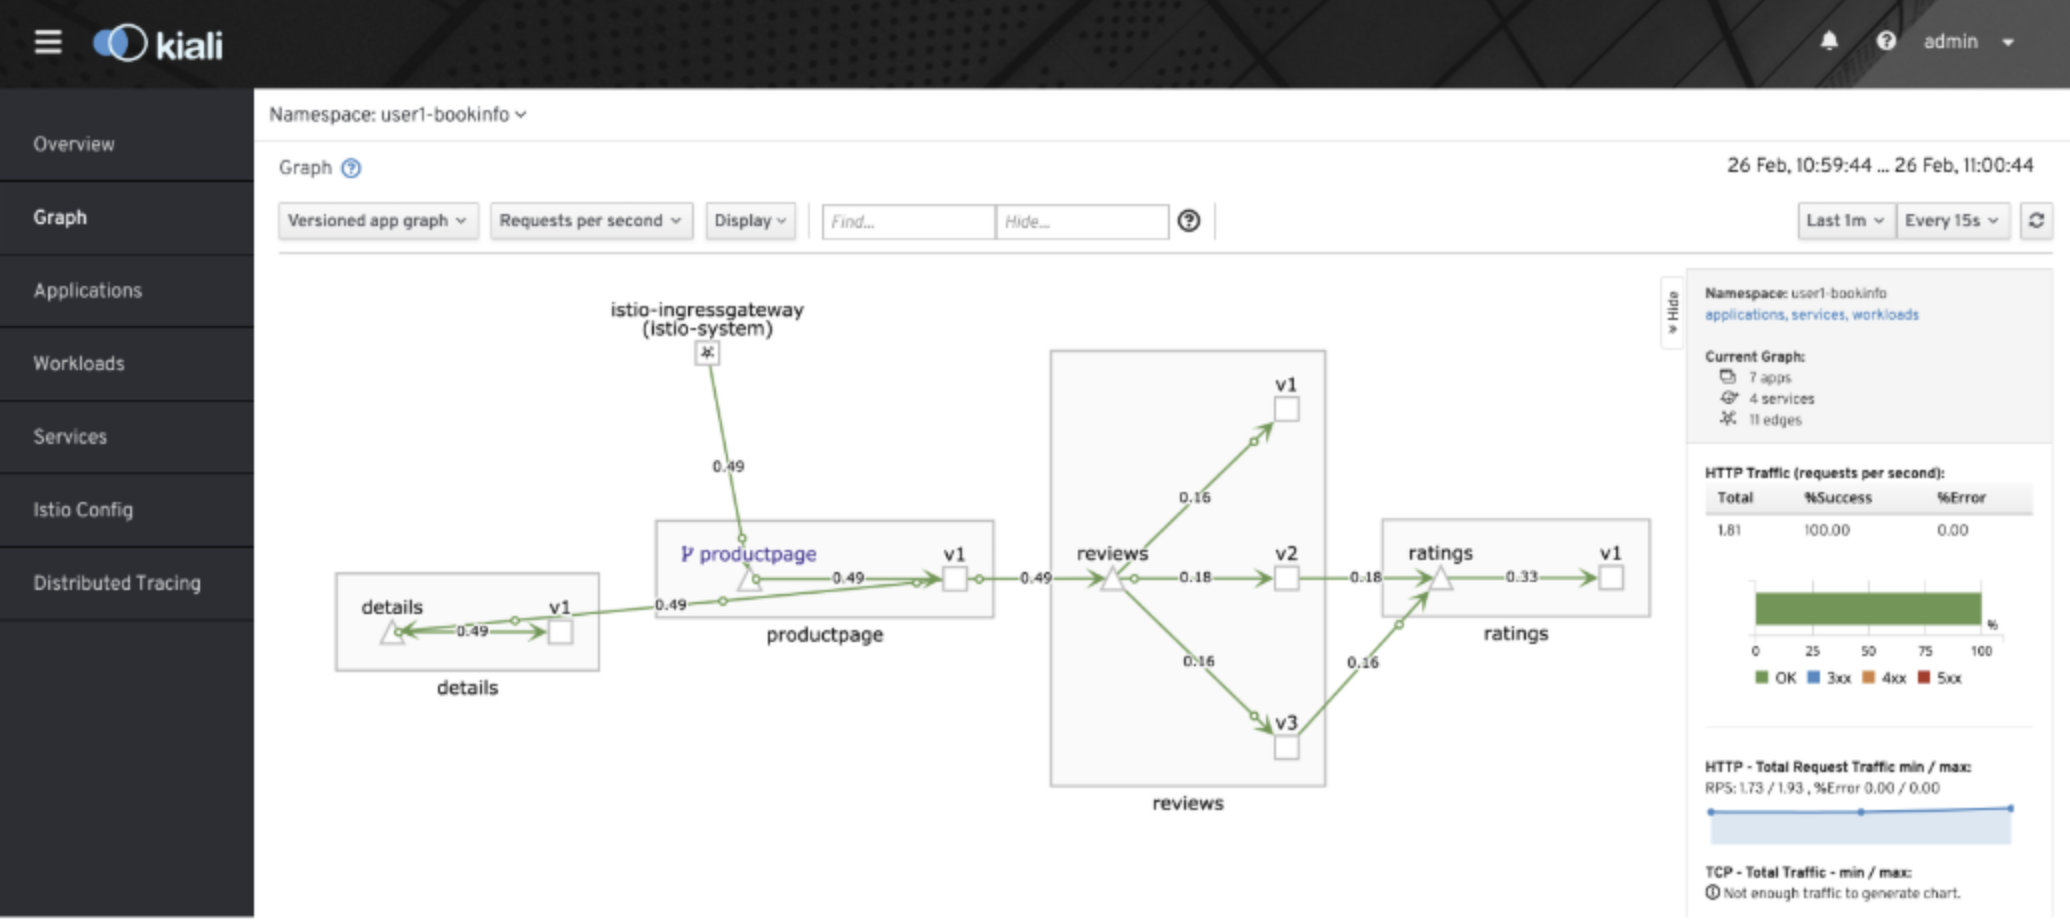 kiali
admin
Namespace: user1-bookinfo
Overview
Graph
Applications
Workloads
Services
Istio Config
Distributed Tracing
Graph
26 Feb, 10:59:44 ... 26 Feb, 11:00:44
Versioned app graph
Requests per second
Display
Find...
Hide...
Last 1m
Every 15s
istio-ingressgateway
(istio-system)
0.49
productpage
v1
0.49
0.49
productpage
details
v1
0.49
details
0.49
reviews
v1
0.16
v2
0.18
v3
0.16
reviews
0.18
0.16
ratings
v1
0.33
ratings
Hide
Namespace: user1-bookinfo
applications, services, workloads
Current Graph:
7 apps
4 services
11 edges
HTTP Traffic (requests per second):
Total %Success %Error
1.81 100.00 0.00
%
0 25 50 75 100
OK 3xx 4xx 5xx
HTTP - Total Request Traffic min / max:
RPS: 1.73 / 1.93 , %Error 0.00 / 0.00
TCP - Total Traffic - min / max:
Not enough traffic to generate chart.